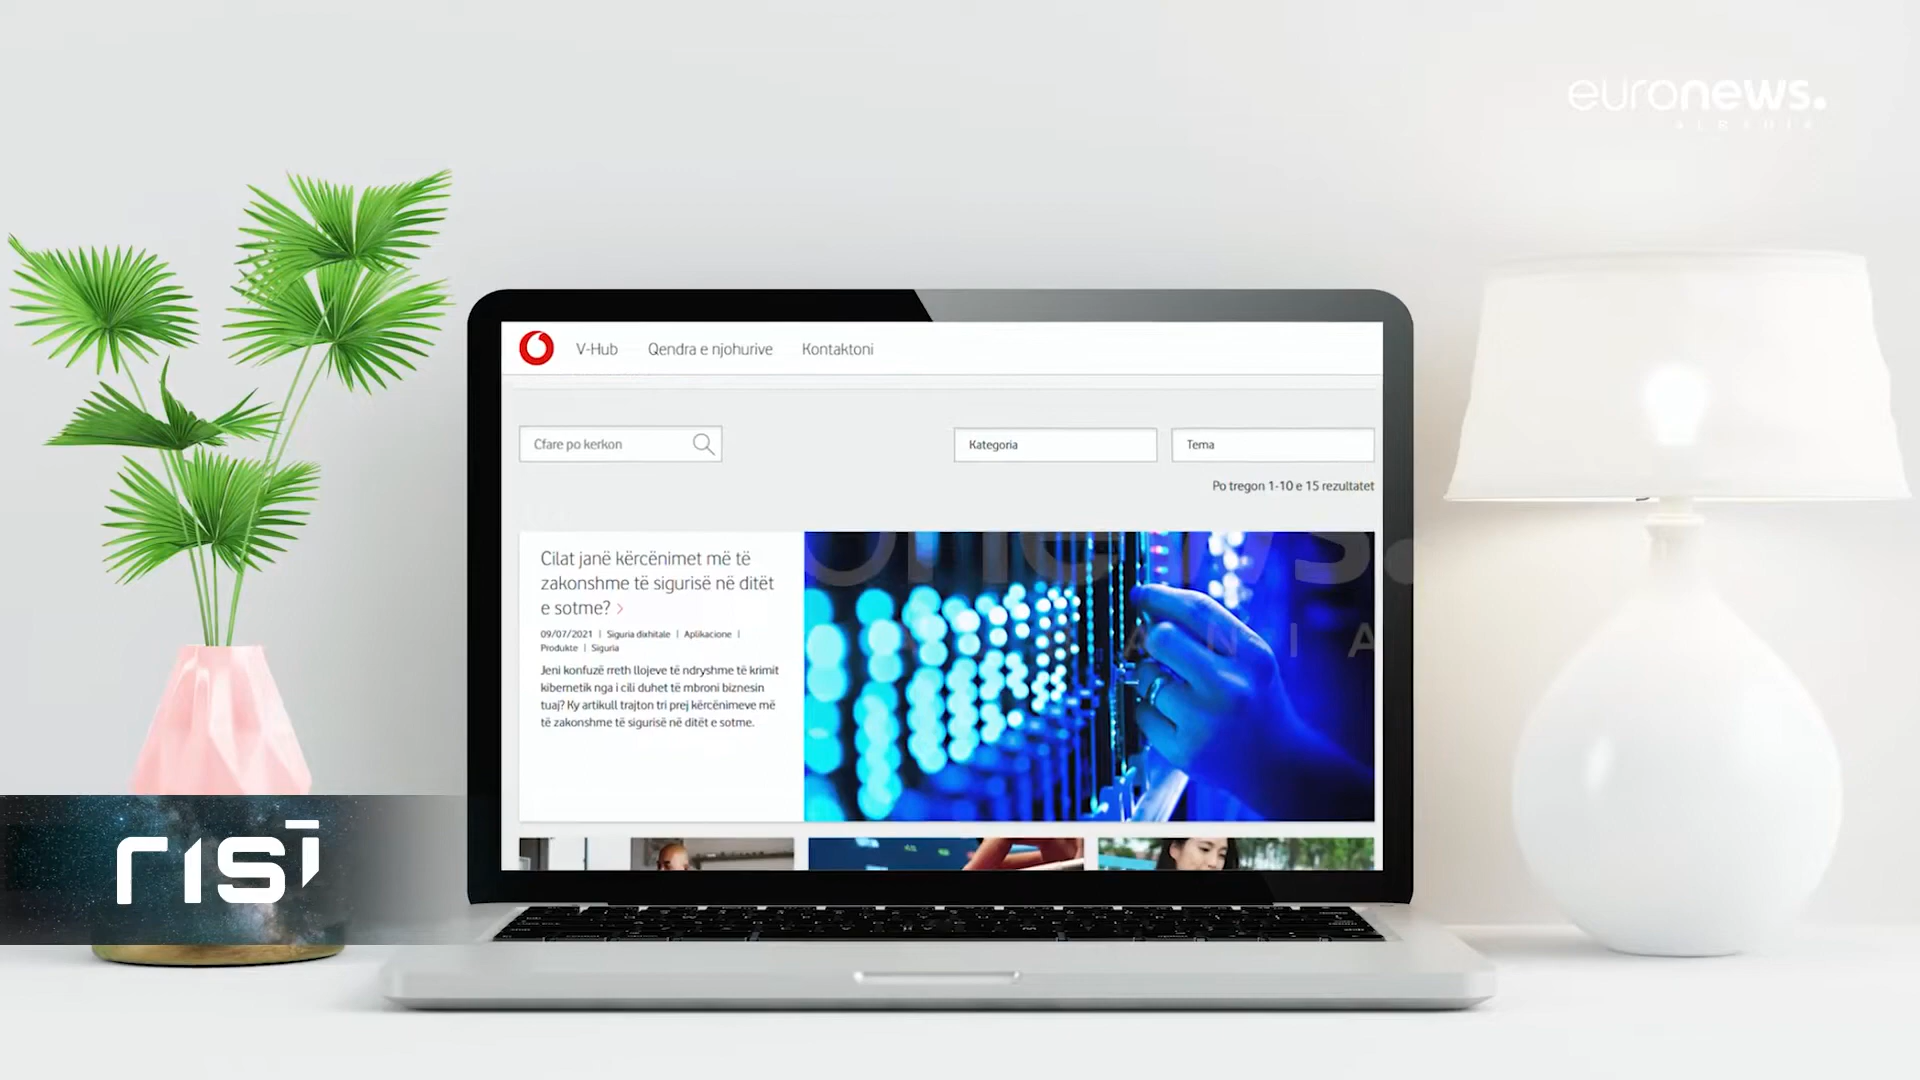 euronews.
ALBANIA
V-Hub Qendra e njohurive Kontaktoni
Cfare po kerkon
Kategoria
Tema
Po tregon 1-10 e 15 rezultatet
Cilat janë kërcënimet më të
zakonshme të sigurisë në ditët
e sotme? >
09/07/2021 | Siguria dixhitale | Aplikacione |
Produkte | Siguria
Jeni konfuzë rreth llojeve të ndryshme të krimit
kibernetik nga i cili duhet të mbroni biznesin
tuaj? Ky artikull trajton tri prej kërcënimeve më
të zakonshme të sigurisë në ditët e sotme.
risi